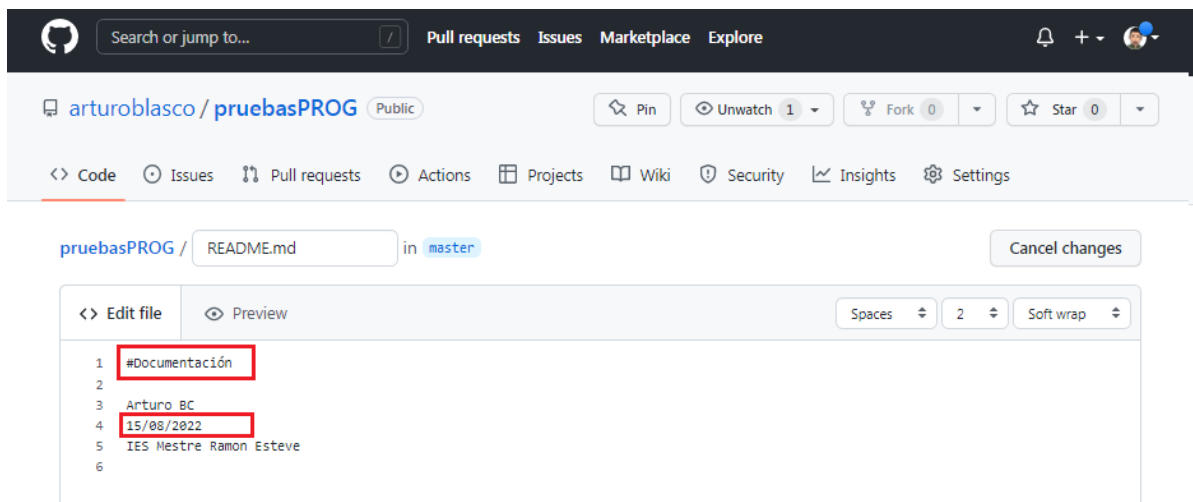 Search or jump to... / Pull requests Issues Marketplace Explore
arturoblasco / pruebasPROG Public Pin Unwatch 1 Fork 0 Star 0
<> Code Issues Pull requests Actions Projects Wiki Security Insights Settings
pruebasPROG / README.md in master Cancel changes
<> Edit file Preview Spaces 2 Soft wrap
1 #Documentación
2
3 Arturo BC
4 15/08/2022
5 IES Mestre Ramon Esteve
6